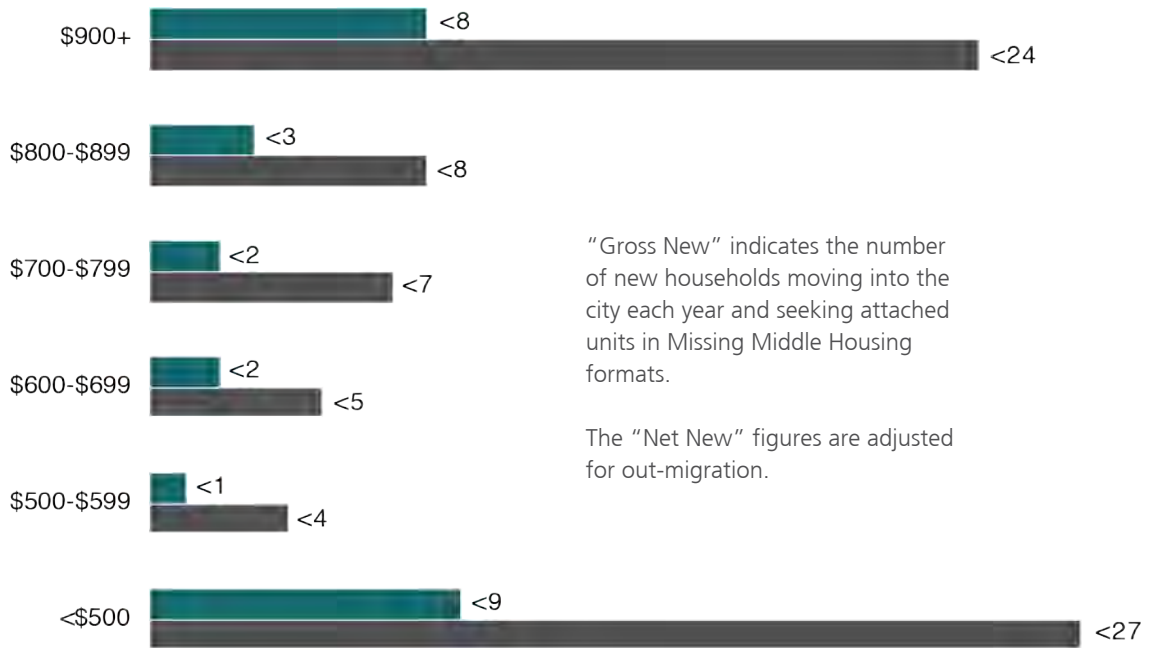 $900+
<8
<24
$800-$899
<3
<8
$700-$799
<2
<7
$600-$699
<2
<5
$500-$599
<1
<4
<$500
<9
<27
“Gross New” indicates the number
of new households moving into the
city each year and seeking attached
units in Missing Middle Housing
formats.
The “Net New” figures are adjusted
for out-migration.